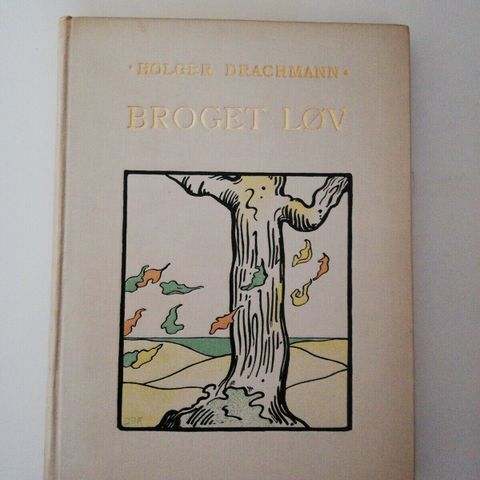 · HOLGER DRACHMANN ·
BROGET LØV